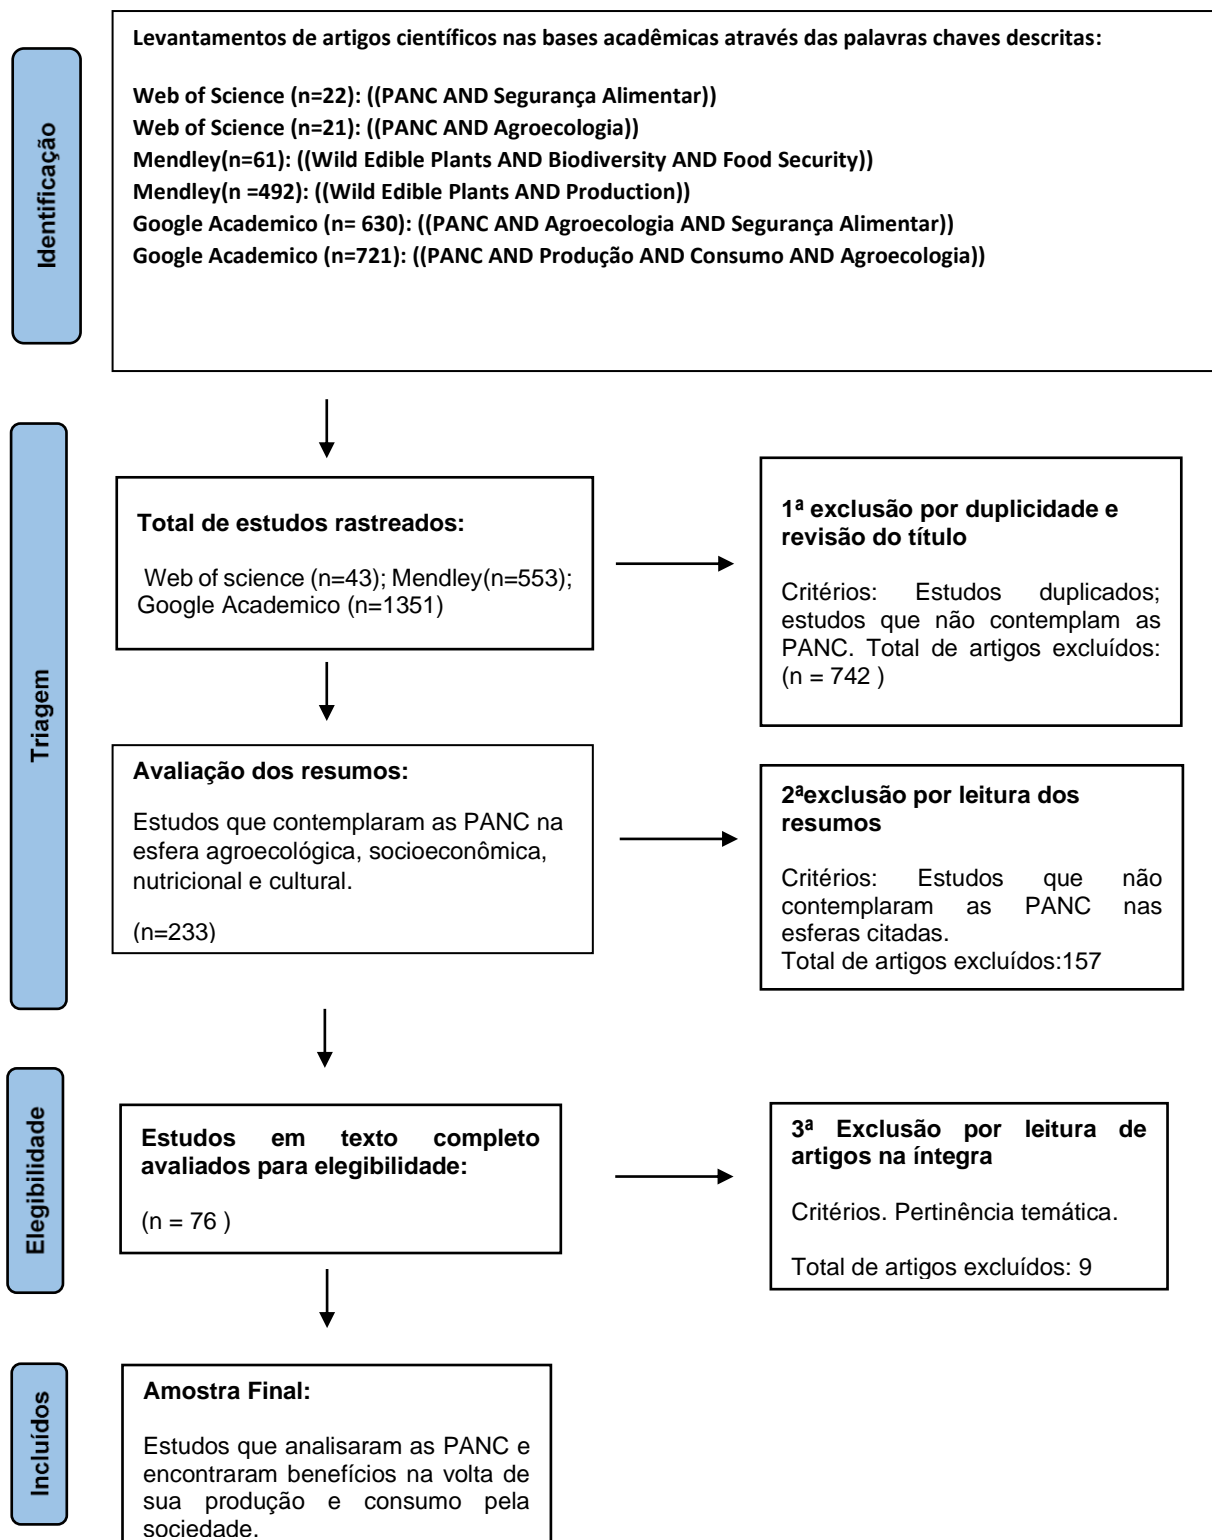 Identificação
Levantamentos de artigos científicos nas bases acadêmicas através das palavras chaves descritas:
Web of Science (n=22): ((PANC AND Segurança Alimentar))
Web of Science (n=21): ((PANC AND Agroecologia))
Mendley(n=61): ((Wild Edible Plants AND Biodiversity AND Food Security))
Mendley(n =492): ((Wild Edible Plants AND Production))
Google Academico (n= 630): ((PANC AND Agroecologia AND Segurança Alimentar))
Google Academico (n=721): ((PANC AND Produção AND Consumo AND Agroecologia))
Triagem
Total de estudos rastreados:
Web of science (n=43); Mendley(n=553);
Google Academico (n=1351)
1ª exclusão por duplicidade e
revisão do título
Critérios: Estudos duplicados;
estudos que não contemplam as
PANC. Total de artigos excluídos:
(n = 742 )
Avaliação dos resumos:
Estudos que contemplaram as PANC na
esfera agroecológica, socioeconômica,
nutricional e cultural.
(n=233)
2ªexclusão por leitura dos
resumos
Critérios: Estudos que não
contemplaram as PANC nas
esferas citadas.
Total de artigos excluídos:157
Elegibilidade
Estudos em texto completo
avaliados para elegibilidade:
(n = 76 )
3ª Exclusão por leitura de
artigos na íntegra
Critérios. Pertinência temática.
Total de artigos excluídos: 9
Incluídos
Amostra Final:
Estudos que analisaram as PANC e
encontraram benefícios na volta de
sua produção e consumo pela
sociedade.